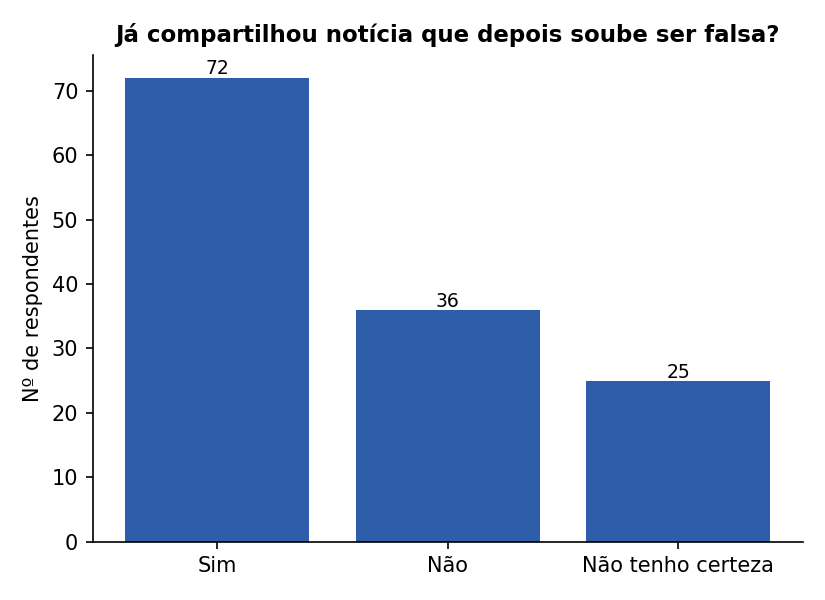 Já compartilhou notícia que depois soube ser falsa?
72
70
60
50
40
36
30
25
20
10
0
Nº de respondentes
Sim
Não
Não tenho certeza